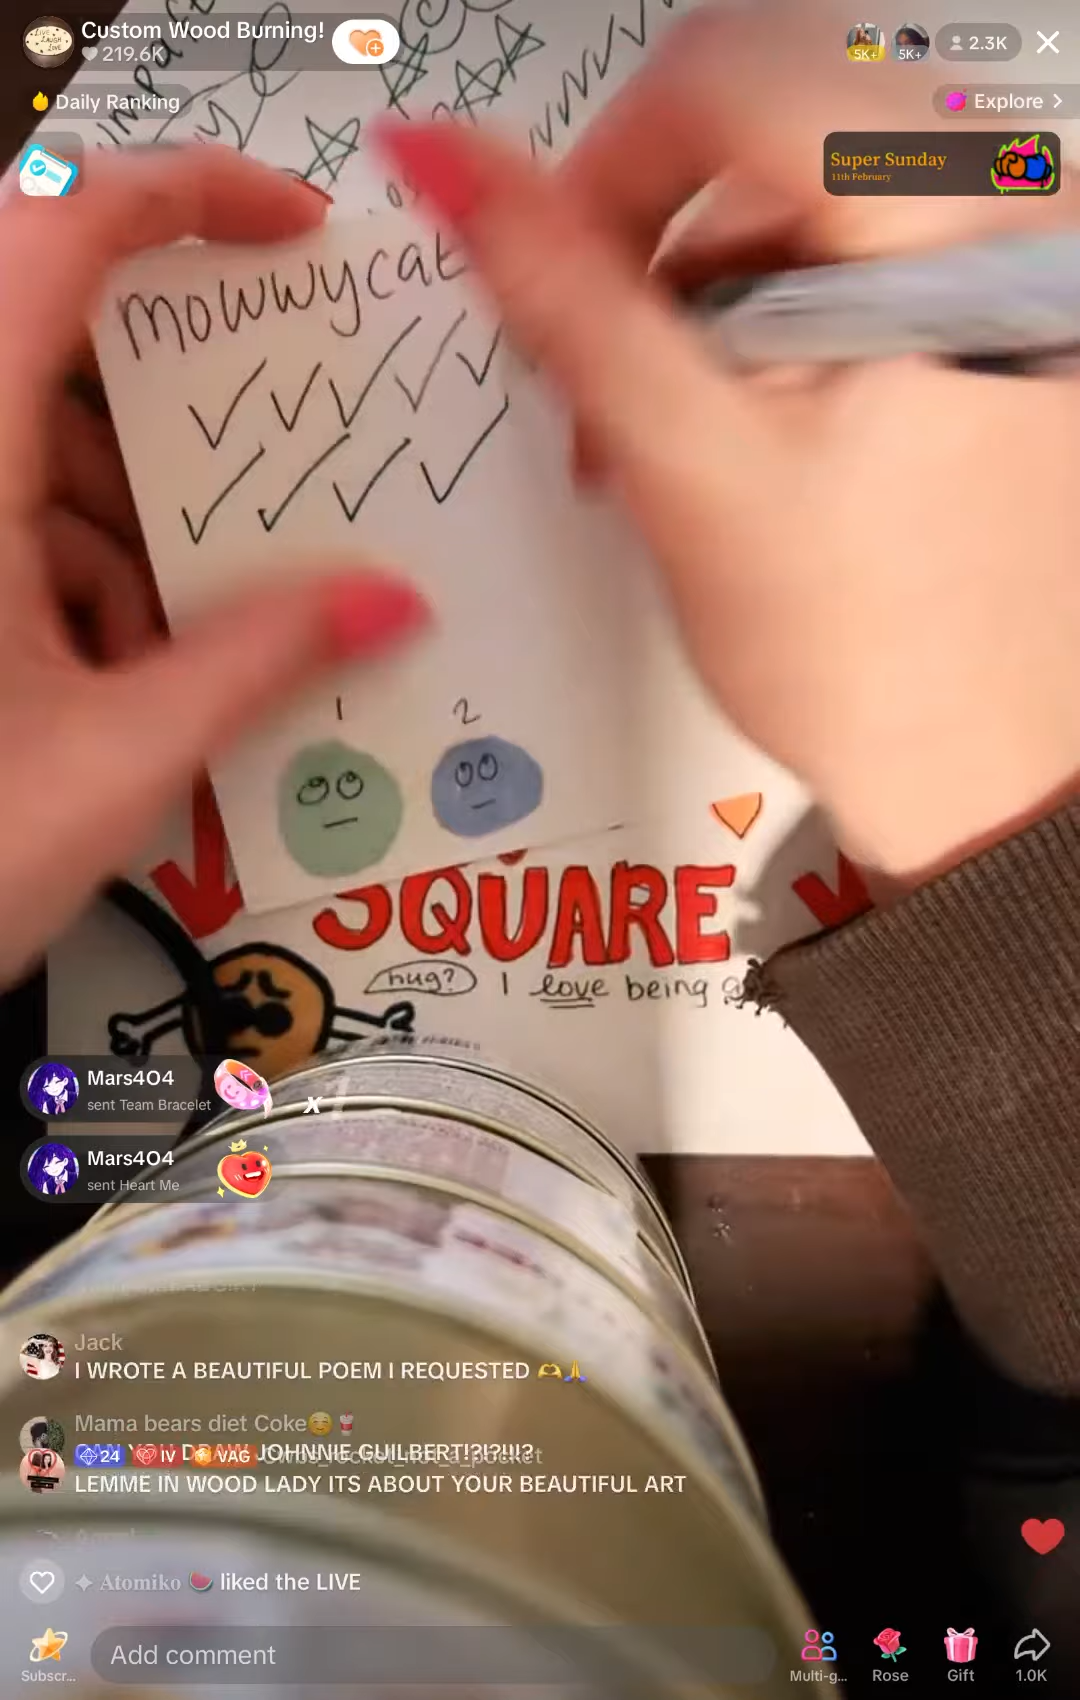 Custom Wood Burning!
219.6K
5K+
5K+
2.3K
Daily Ranking
Explore >
Super Sunday
11th February
mowwycat
1
2
SQUARE
hug?
I love being
Mars4O4
sent Team Bracelet
x
Mars4O4
sent Heart Me
Jack
I WROTE A BEAUTIFUL POEM I REQUESTED 🫶🙏
Mama bears diet Coke☺️🥤
CAN YOU DRAW JOHNNIE GUILBERT!?!?!!!?
24 IV VAG
LEMME IN WOOD LADY ITS ABOUT YOUR BEAUTIFUL ART
✦ Atomiko 🍉 liked the LIVE
Subscr...
Add comment
Multi-g...
Rose
Gift
1.0K